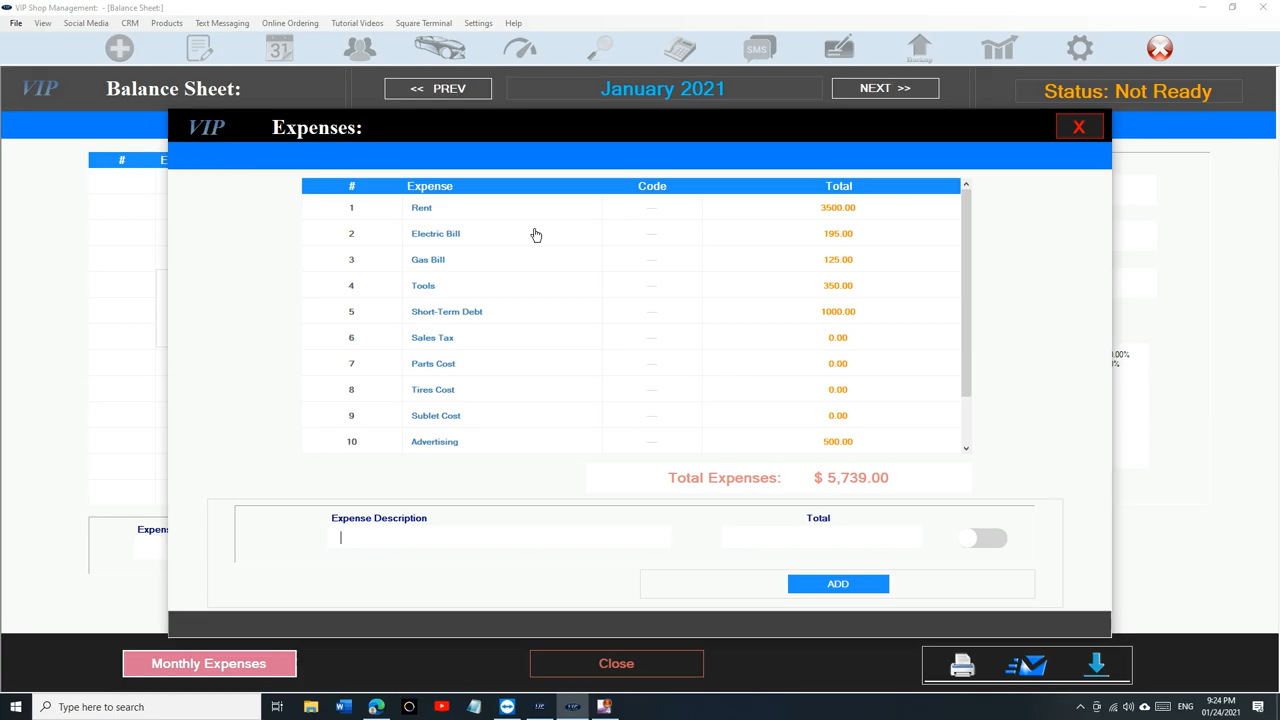 VIP Shop Management: - [Balance Sheet:]
File View Social Media CRM Products Text Messaging Online Ordering Tutorial Videos Square Terminal Settings Help
31 SMS Backup
VIP Balance Sheet: << PREV January 2021 NEXT >> Status: Not Ready
VIP Expenses: X
# E
# Expense Code Total
1 Rent — 3500.00
2 Electric Bill — 195.00
3 Gas Bill — 125.00
4 Tools — 350.00
5 Short-Term Debt — 1000.00
6 Sales Tax — 0.00
.00%
7 Parts Cost — 0.00
%
8 Tires Cost — 0.00
9 Sublet Cost — 0.00
10 Advertising — 500.00
Total Expenses: $ 5,739.00
Expense Description Total
Expens
ADD
Monthly Expenses Close
Type here to search
ENG
9:24 PM
01/24/2021